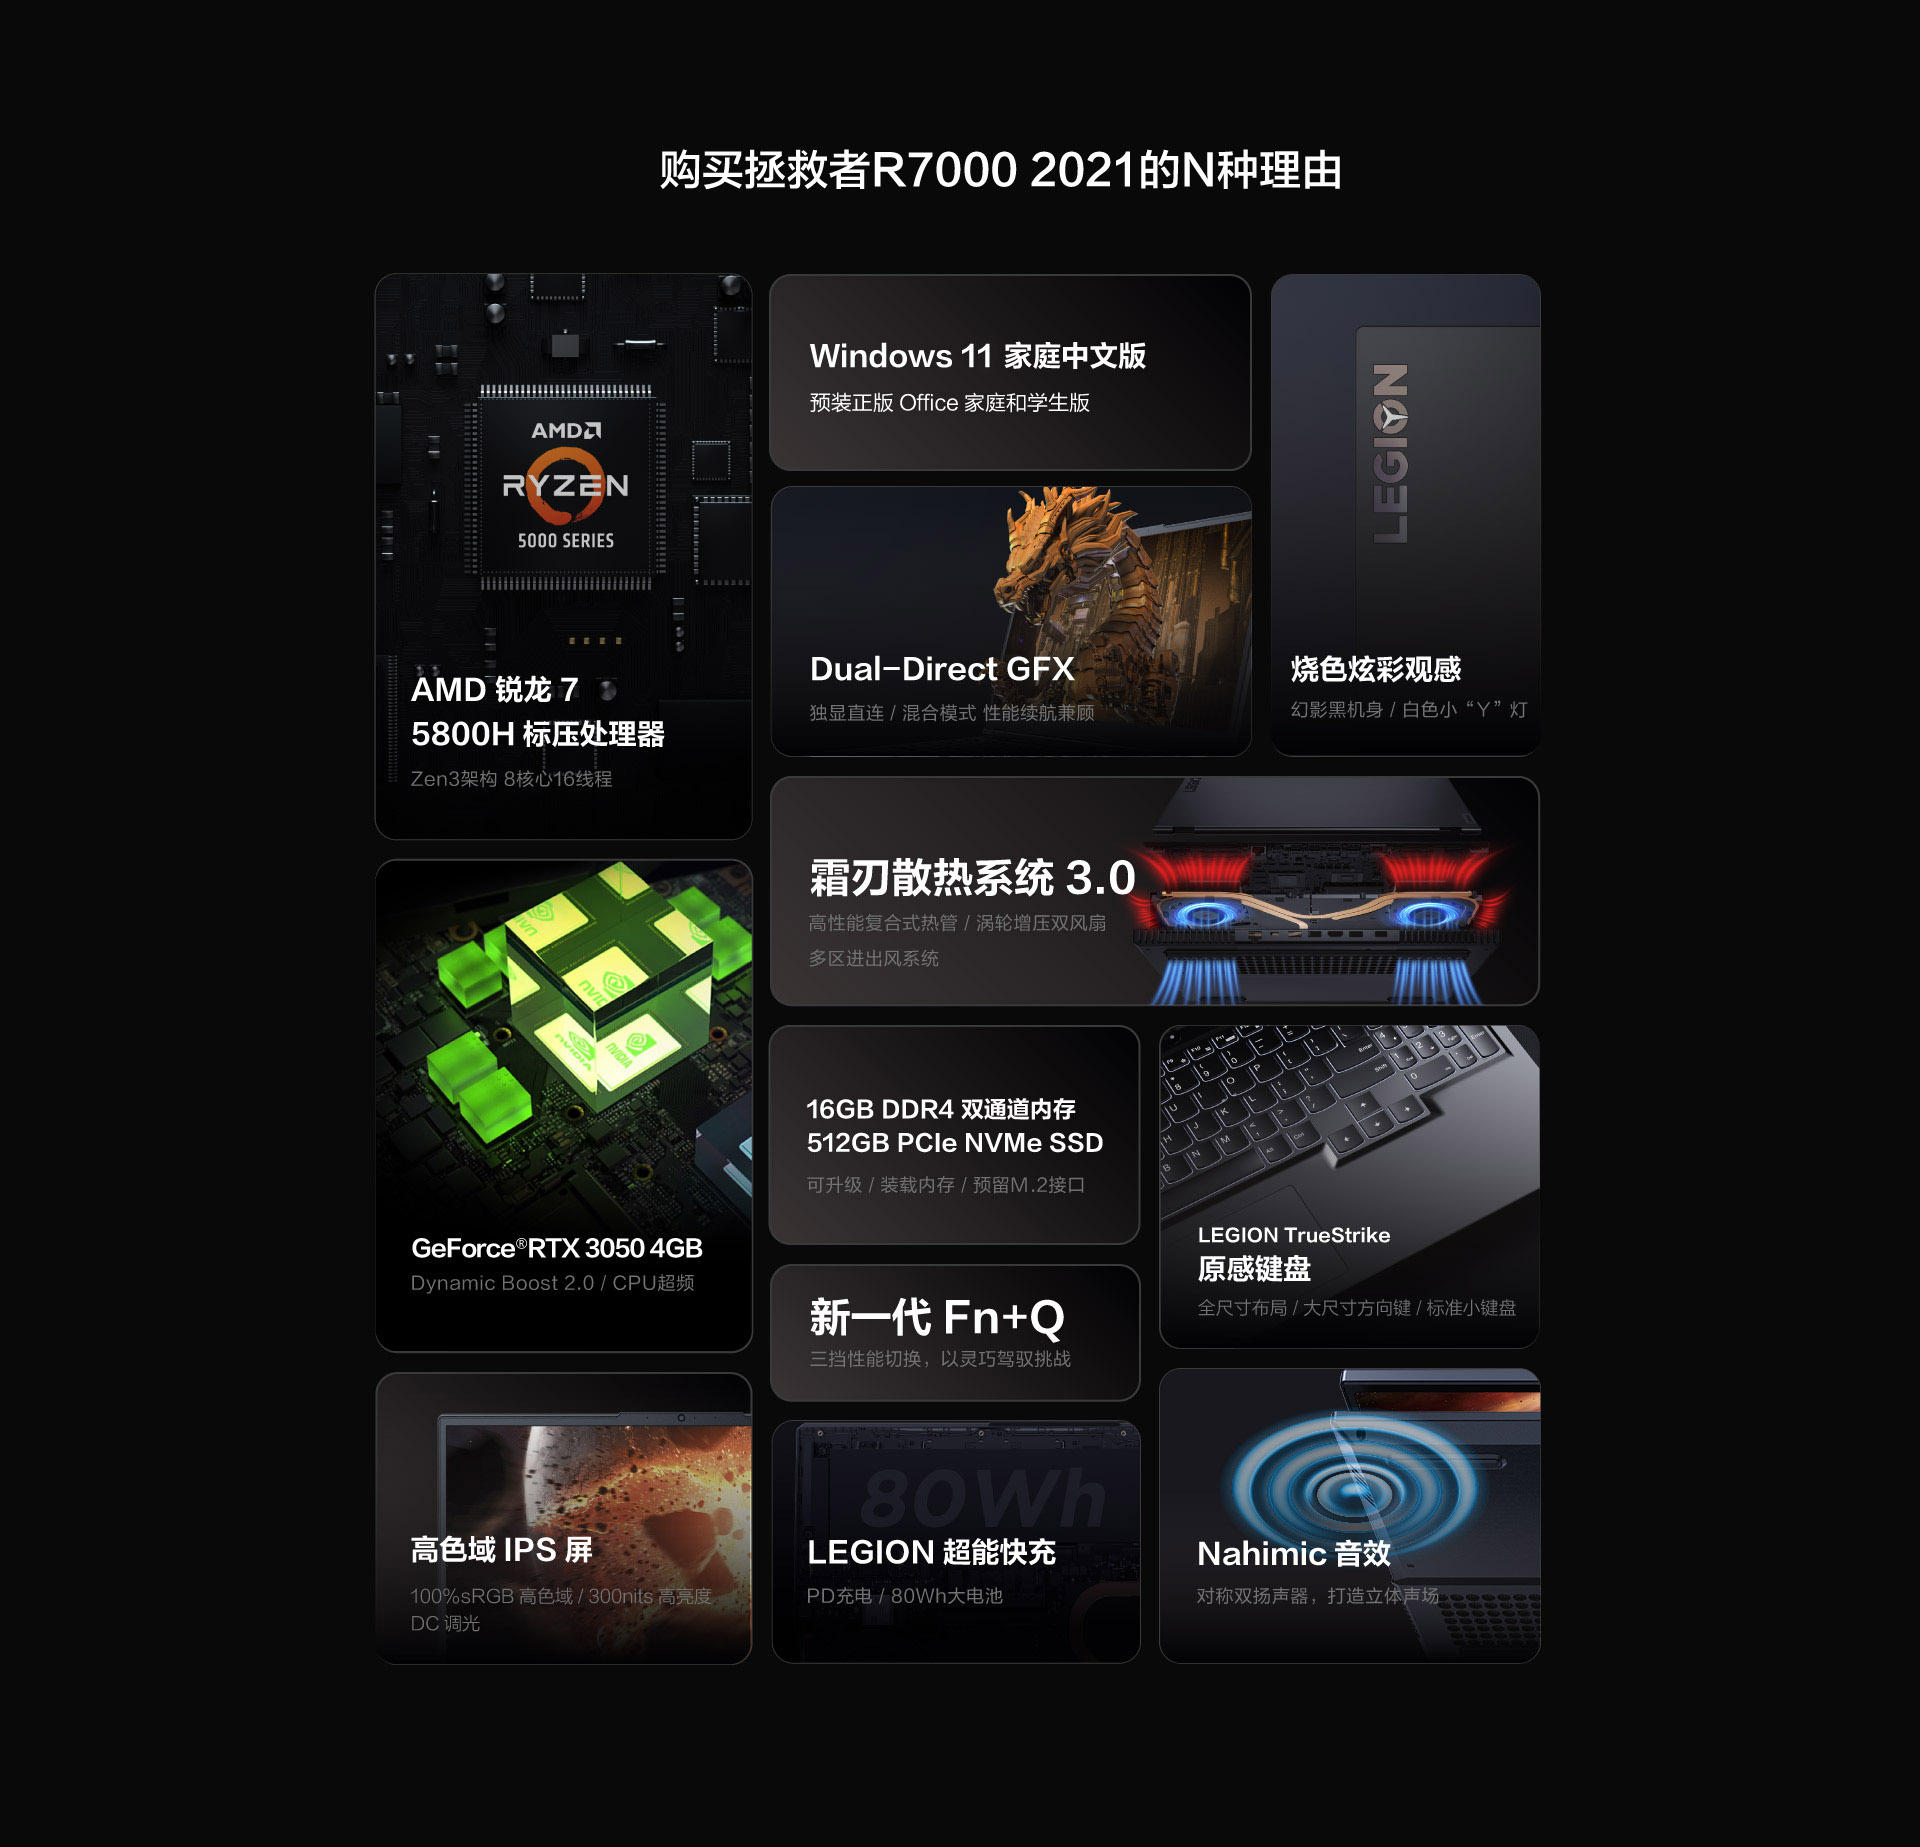 购买拯救者R7000 2021的N种理由
AMD
RYZEN
5000 SERIES
AMD 锐龙 7
5800H 标压处理器
Zen3架构 8核心16线程
Windows 11 家庭中文版
预装正版 Office 家庭和学生版
Dual-Direct GFX
独显直连 / 混合模式 性能续航兼顾
LEGION
烧色炫彩观感
幻影黑机身 / 白色小“Y”灯
霜刃散热系统 3.0
高性能复合式热管 / 涡轮增压双风扇
多区进出风系统
NVIDIA
NVIDIA
GeForce®RTX 3050 4GB
Dynamic Boost 2.0 / CPU超频
16GB DDR4 双通道内存
512GB PCIe NVMe SSD
可升级 / 装载内存 / 预留M.2接口
LEGION TrueStrike
原感键盘
全尺寸布局 / 大尺寸方向键 / 标准小键盘
新一代 Fn+Q
三挡性能切换，以灵巧驾驭挑战
高色域 IPS 屏
100%sRGB 高色域 / 300nits 高亮度
DC 调光
80Wh
LEGION 超能快充
PD充电 / 80Wh大电池
Nahimic 音效
对称双扬声器，打造立体声场